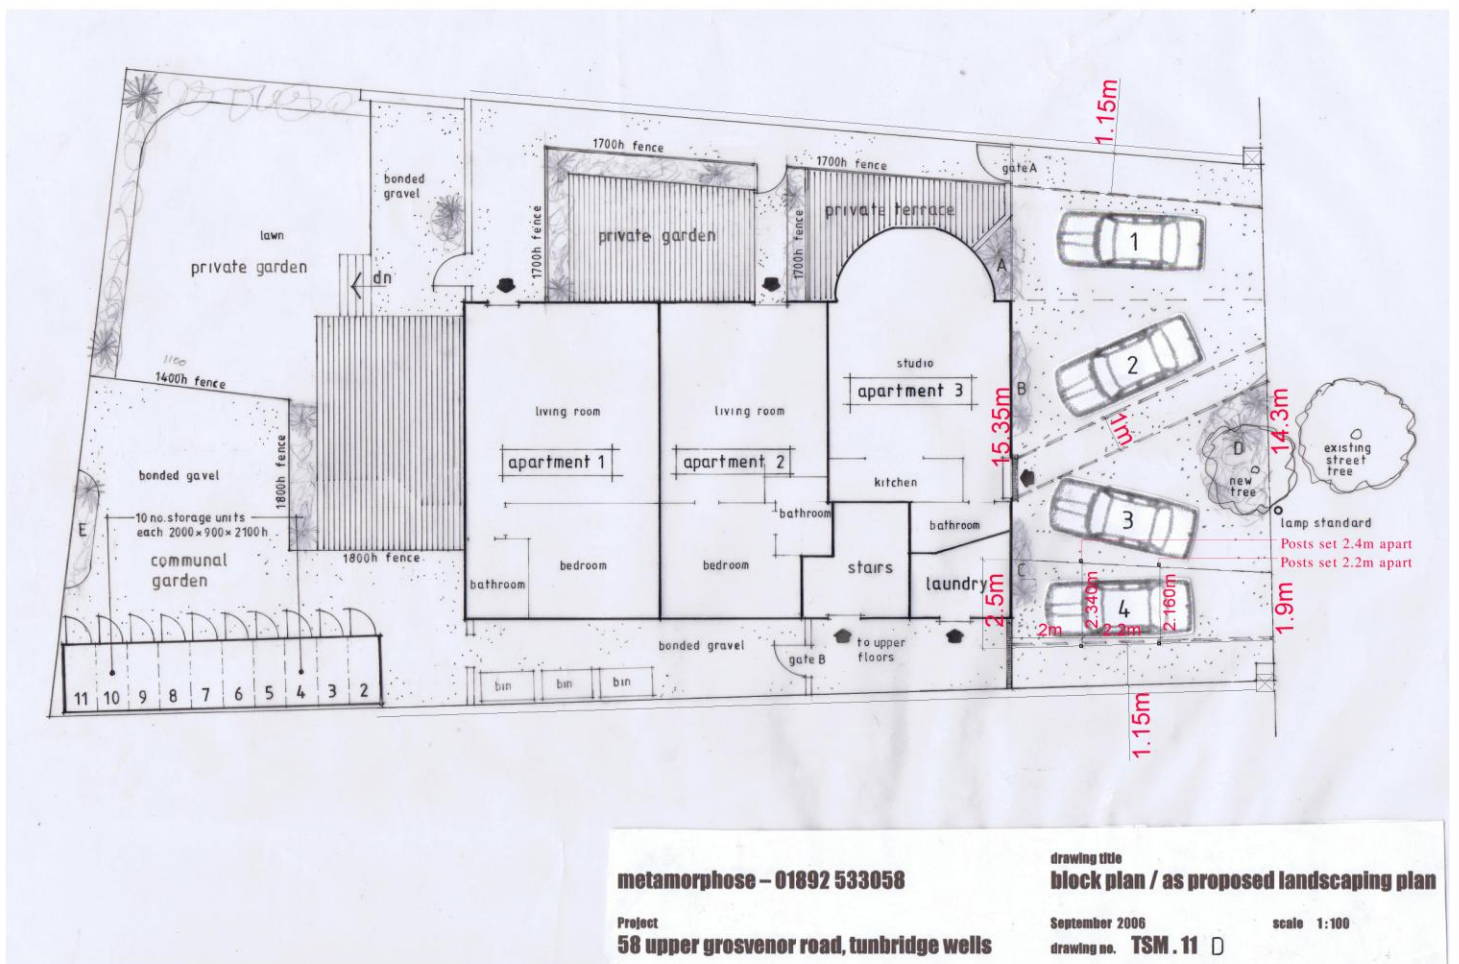 1.15m
1700h fence
1700h fence
gate A
bonded
gravel
private terrace
lawn
private garden
1700h fence
private garden
1700h fence
1
A
dn
1100
1400h fence
studio
apartment 3
2
B
living room
living room
15.35m
1m
14.3m
apartment 1
apartment 2
existing
street
tree
D
new
tree
bonded gavel
1800h fence
kitchen
10 no. storage units
each 2000 × 900 × 2100 h
E
bathroom
bathroom
3
lamp standard
Posts set 2.4m apart
Posts set 2.2m apart
communal
garden
1800h fence
bedroom
bedroom
stairs
C
bathroom
laundry
2.5m
2.340m
4
2.160m
1.9m
2m
2.2m
bonded gravel
to upper
floors
gate B
bin
bin
bin
11 10 9 8 7 6 5 4 3 2
1.15m
metamorphose – 01892 533058
drawing title
block plan / as proposed landscaping plan
Project
58 upper grosvenor road, tunbridge wells
September 2006
scale 1:100
drawing no. TSM . 11 D